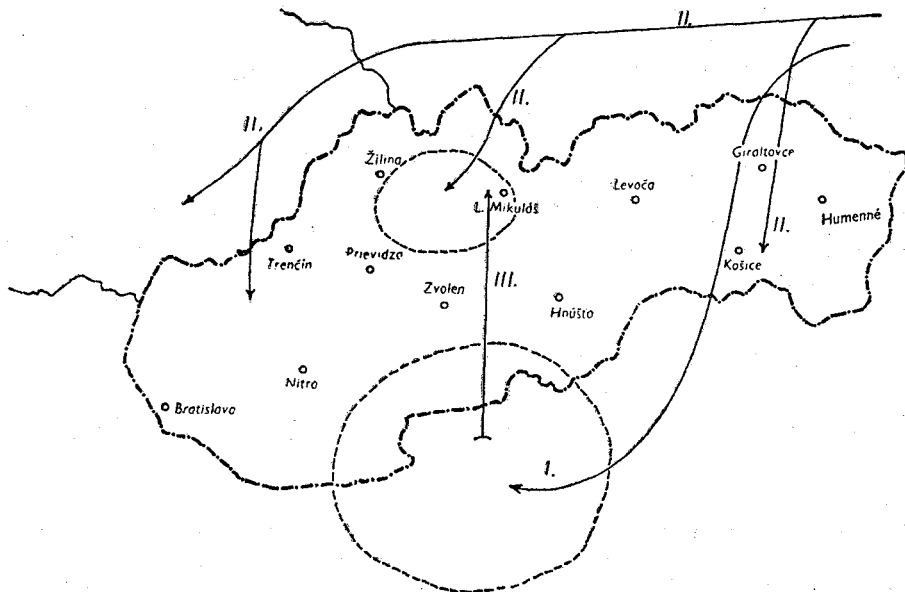 II.
II.
II.
Žilina
Giraltovce
L. Mikuláš
Levoča
Humenné
II.
Trenčín
Prievidza
Košice
III.
Zvolen
Hnúšťa
Nitra
Bratislava
I.